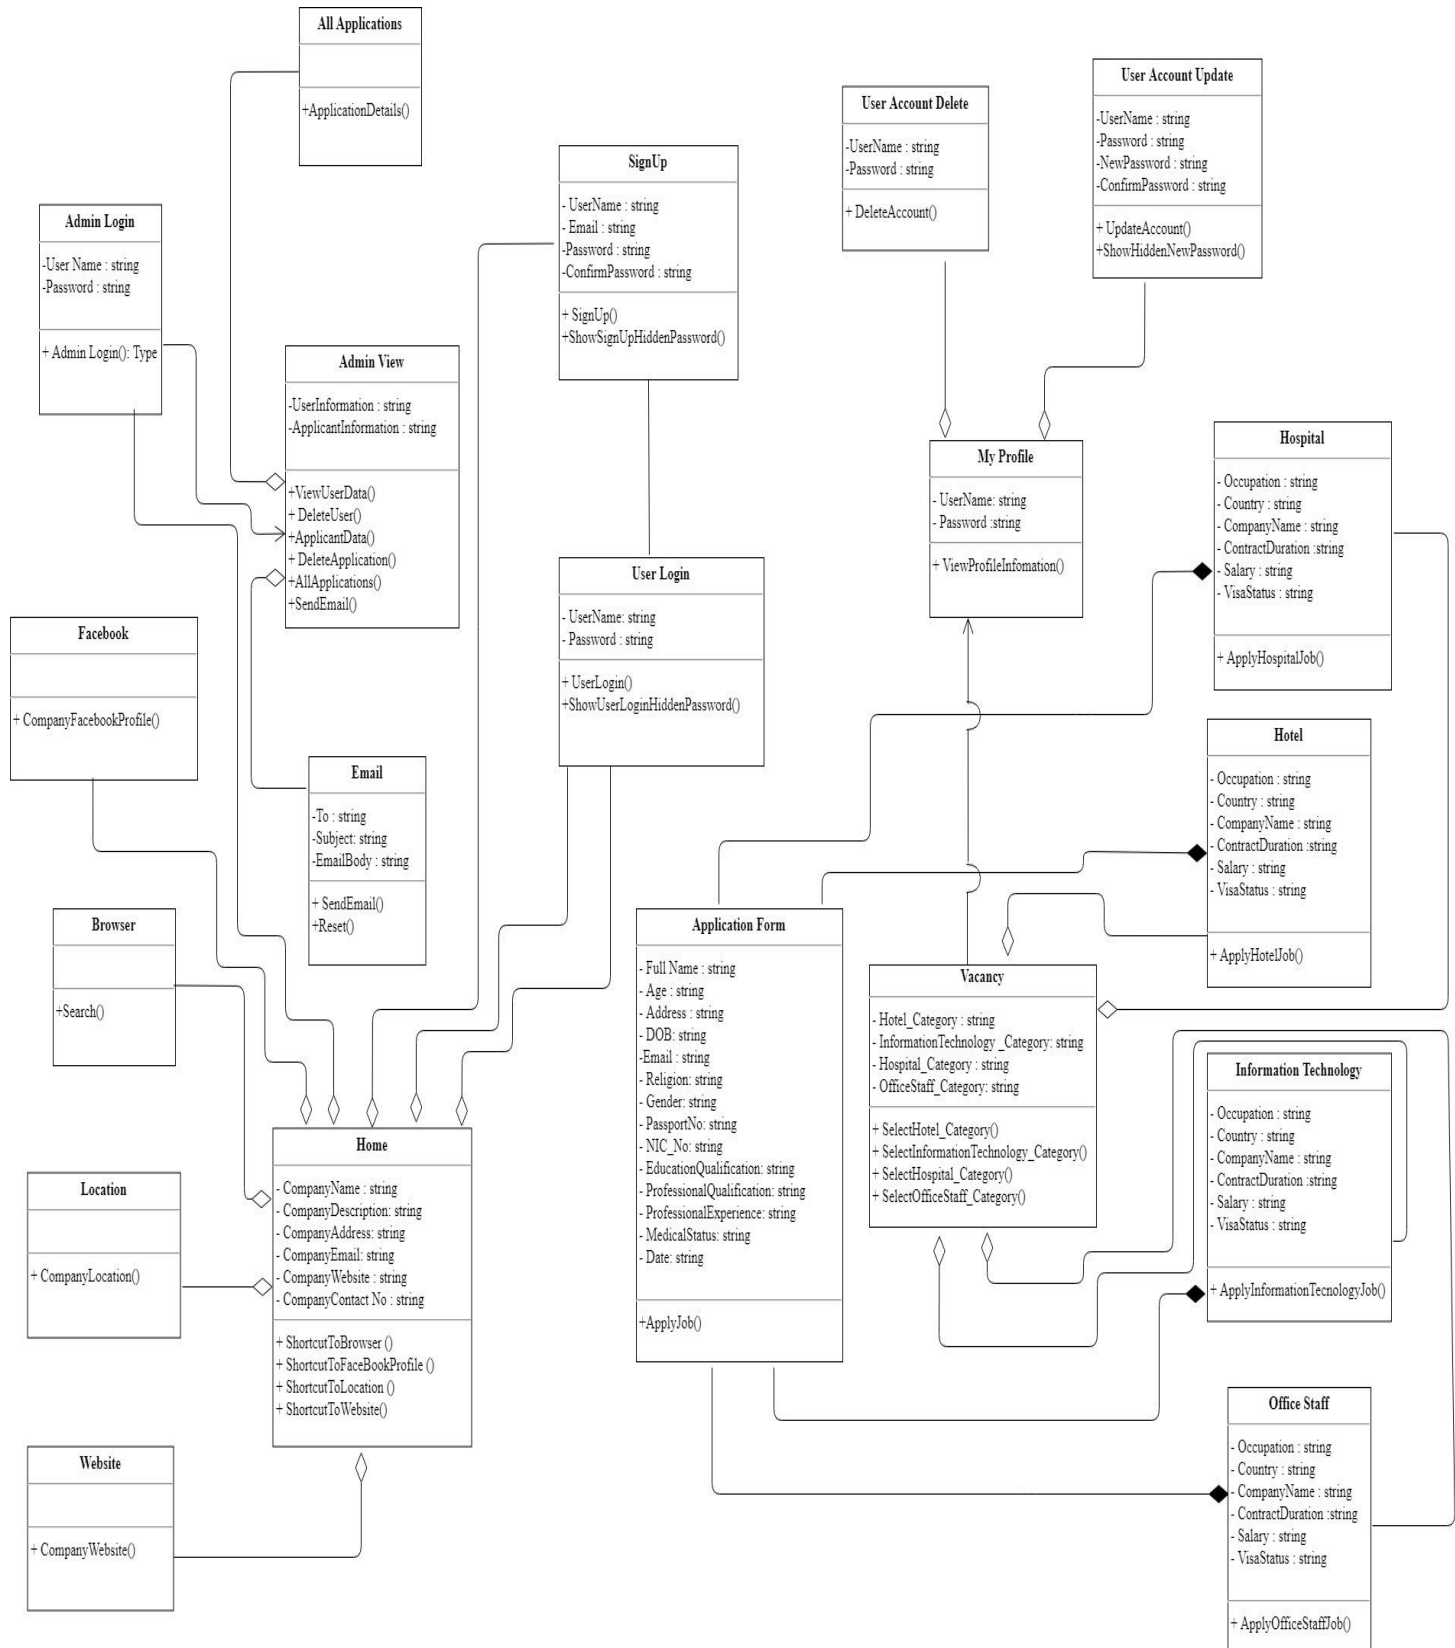 All Applications
+ApplicationDetails()
User Account Delete
-UserName : string
-Password : string
+ DeleteAccount()
User Account Update
-UserName : string
-Password : string
-NewPassword : string
-ConfirmPassword : string
+ UpdateAccount()
+ShowHiddenNewPassword()
SignUp
- UserName : string
- Email : string
-Password : string
-ConfirmPassword : string
+ SignUp()
+ShowSignUpHiddenPassword()
Admin Login
-User Name : string
-Password : string
+ Admin Login(): Type
Admin View
-UserInformation : string
-ApplicantInformation : string
+ViewUserData()
+ DeleteUser()
+ApplicantData()
+ DeleteApplication()
+AllApplications()
+SendEmail()
My Profile
- UserName: string
- Password :string
+ ViewProfileInfomation()
Hospital
- Occupation : string
- Country : string
- CompanyName : string
- ContractDuration :string
- Salary : string
- VisaStatus : string
+ ApplyHospitalJob()
User Login
- UserName: string
- Password : string
+ UserLogin()
+ShowUserLoginHiddenPassword()
Facebook
+ CompanyFacebookProfile()
Email
-To : string
-Subject: string
-EmailBody : string
+ SendEmail()
+Reset()
Hotel
- Occupation : string
- Country : string
- CompanyName : string
- ContractDuration :string
- Salary : string
- VisaStatus : string
+ ApplyHotelJob()
Browser
+Search()
Application Form
- Full Name : string
- Age : string
- Address : string
- DOB: string
-Email : string
- Religion: string
- Gender: string
- PassportNo: string
- NIC_No: string
- EducationQualification: string
- ProfessionalQualification: string
- ProfessionalExperience: string
- MedicalStatus: string
- Date: string
+ApplyJob()
Vacancy
- Hotel_Category : string
- InformationTechnology _Category: string
- Hospital_Category : string
- OfficeStaff_Category: string
+ SelectHotel_Category()
+ SelectInformationTechnology_Category()
+ SelectHospital_Category()
+ SelectOfficeStaff_Category()
Information Technology
- Occupation : string
- Country : string
- CompanyName : string
- ContractDuration :string
- Salary : string
- VisaStatus : string
+ ApplyInformationTecnologyJob()
Home
- CompanyName : string
- CompanyDescription: string
- CompanyAddress: string
- CompanyEmail: string
- CompanyWebsite : string
- CompanyContact No : string
+ ShortcutToBrowser ()
+ ShortcutToFaceBookProfile ()
+ ShortcutToLocation ()
+ ShortcutToWebsite()
Location
+ CompanyLocation()
Website
+ CompanyWebsite()
Office Staff
- Occupation : string
- Country : string
- CompanyName : string
- ContractDuration :string
- Salary : string
- VisaStatus : string
+ ApplyOfficeStaffJob()